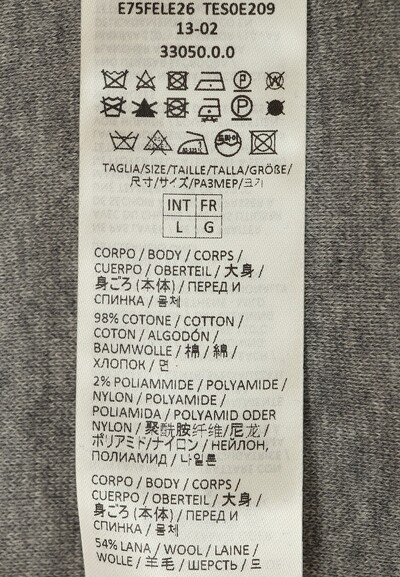 E75FELE26 TES0E209
13-02
33050.0.0
TAGLIA/SIZE/TAILLE/TALLA/GRÖßE/
尺寸/サイズ/РАЗМЕР/크기
INT FR
L G
CORPO / BODY / CORPS /
CUERPO / OBERTEIL / 大身 /
身ごろ (本体) / ПЕРЕД И
СПИНКА / 몸체
98% COTONE / COTTON /
COTON / ALGODÓN /
BAUMWOLLE / 棉 / 綿 /
ХЛОПОК / 면
2% POLIAMMIDE / POLYAMIDE /
NYLON / POLYAMIDE /
POLIAMIDA / POLYAMID ODER
NYLON / 聚酰胺纤维/尼龙 /
ポリアミド/ナイロン / НЕЙЛОН,
ПОЛИАМИД / 나일론
CORPO / BODY / CORPS /
CUERPO / OBERTEIL / 大身 /
身ごろ (本体) / ПЕРЕД И
СПИНКА / 몸체
54% LANA / WOOL / LAINE /
WOLLE / 羊毛 / ШЕРСТЬ / 모